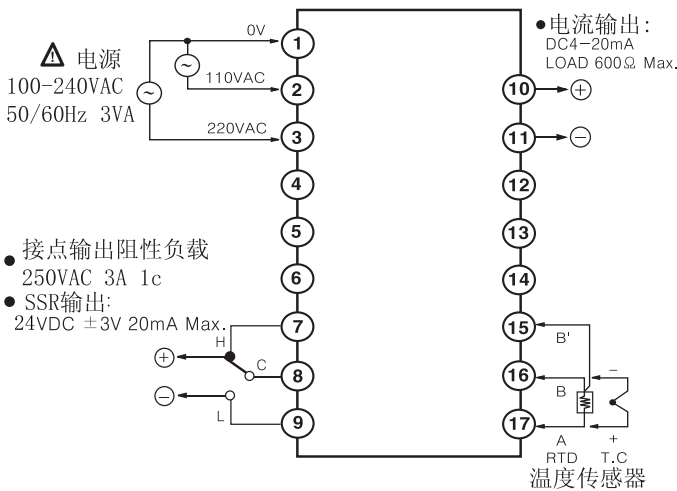 ●电流输出:
DC4-20mA
LOAD 600Ω Max.
0V
⚠ 电源
100-240VAC
50/60Hz 3VA
110VAC
220VAC
1
2
3
4
5
6
7
8
9
10
+
11
−
12
13
14
15
16
17
● 接点输出阻性负载
250VAC 3A 1c
● SSR输出:
24VDC ±3V 20mA Max.
H
+
C
−
L
B'
B
−
A
+
RTD
T.C
温度传感器